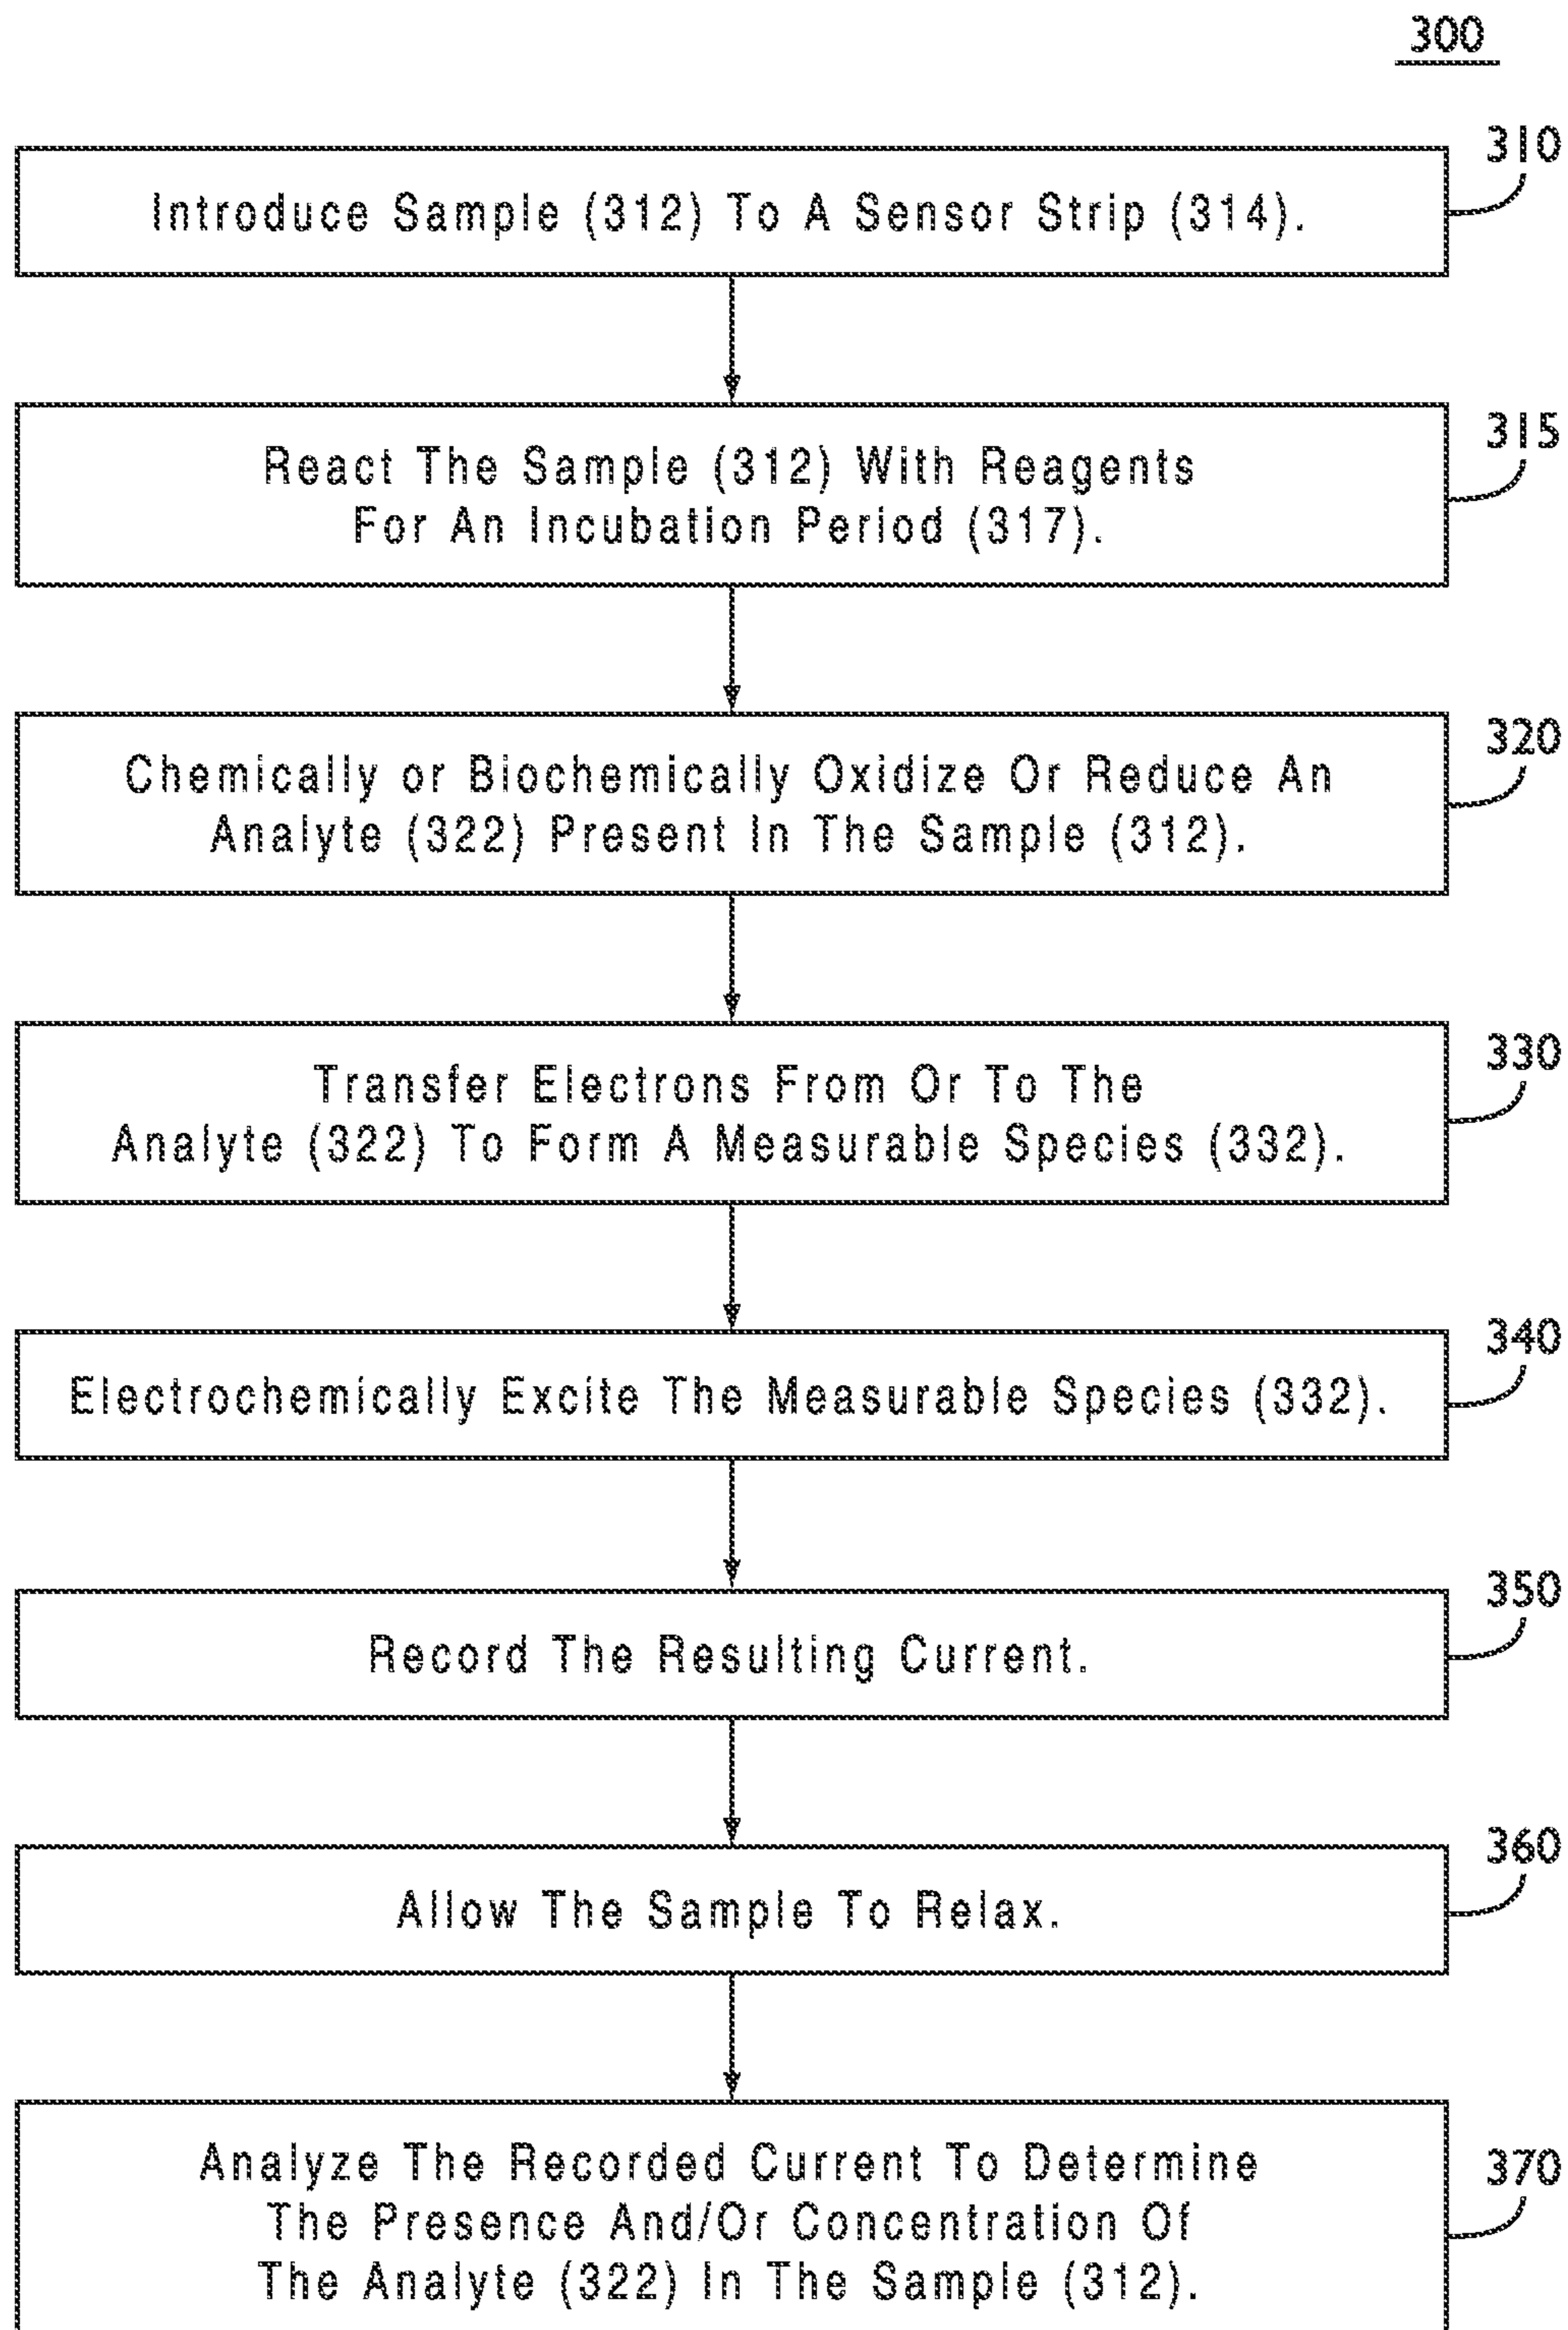 300
310
Introduce Sample (312) To A Sensor Strip (314).
315
React The Sample (312) With Reagents
For An Incubation Period (317).
320
Chemically or Biochemically Oxidize Or Reduce An
Analyte (322) Present In The Sample (312).
330
Transfer Electrons From Or To The
Analyte (322) To Form A Measurable Species (332).
340
Electrochemically Excite The Measurable Species (332).
350
Record The Resulting Current.
360
Allow The Sample To Relax.
370
Analyze The Recorded Current To Determine
The Presence And/Or Concentration Of
The Analyte (322) In The Sample (312).